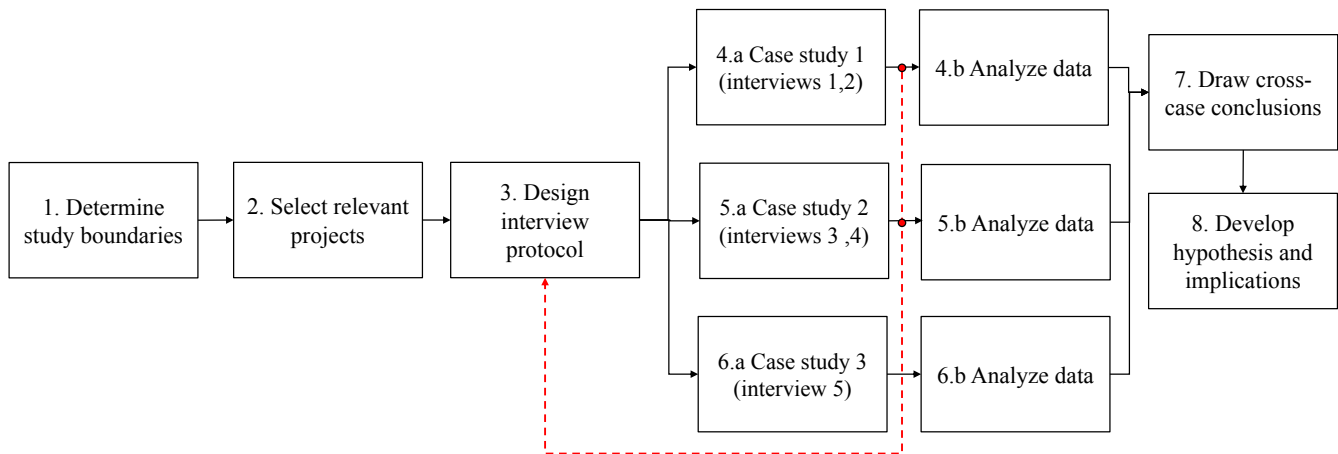 1. Determine
study boundaries
2. Select relevant
projects
3. Design
interview
protocol
4.a Case study 1
(interviews 1,2)
4.b Analyze data
5.a Case study 2
(interviews 3 ,4)
5.b Analyze data
6.a Case study 3
(interview 5)
6.b Analyze data
7. Draw cross-
case conclusions
8. Develop
hypothesis and
implications